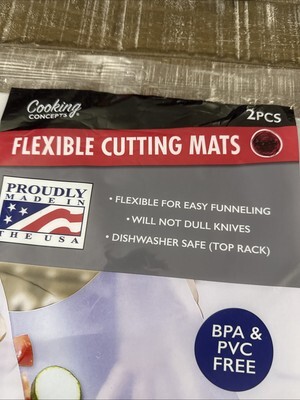 Cooking
CONCEPTS®
2PCS
FLEXIBLE CUTTING MATS
PROUDLY
MADE IN
THE USA
• FLEXIBLE FOR EASY FUNNELING
• WILL NOT DULL KNIVES
• DISHWASHER SAFE (TOP RACK)
BPA &
PVC
FREE